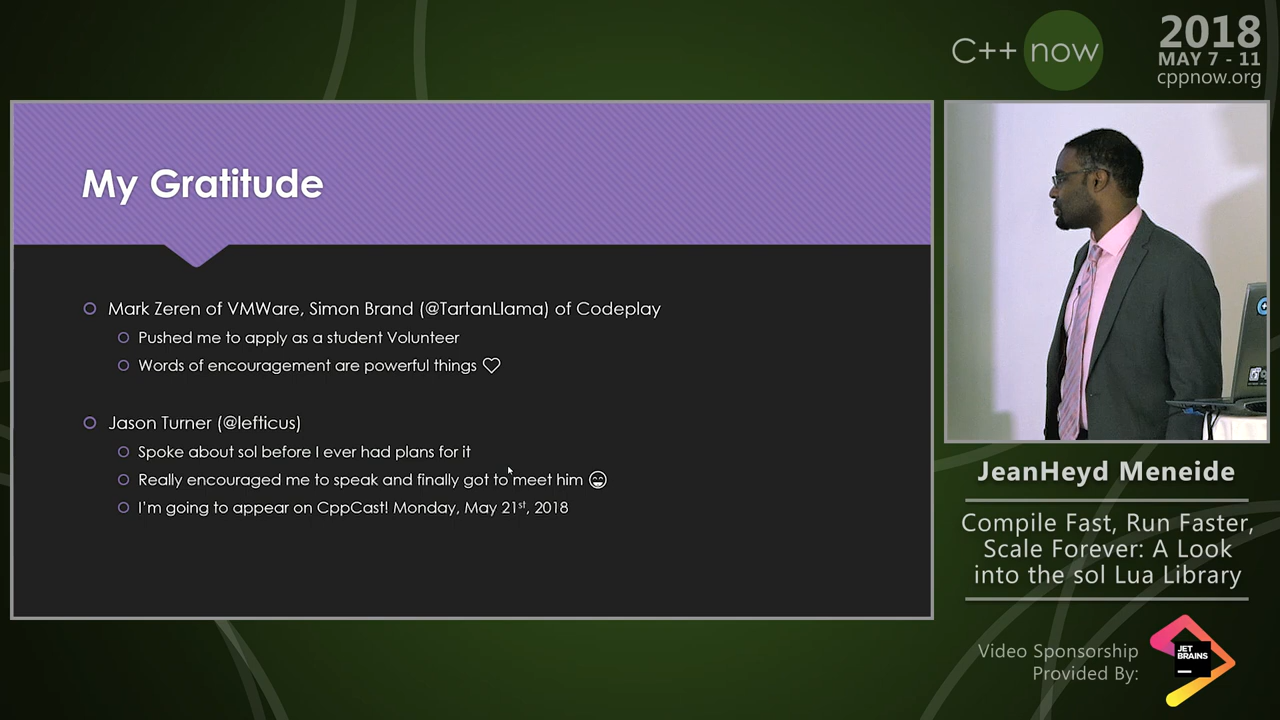 C++ now
2018
MAY 7 - 11
cppnow.org
My Gratitude
Mark Zeren of VMWare, Simon Brand (@TartanLlama) of Codeplay
Pushed me to apply as a student Volunteer
Words of encouragement are powerful things ♡
Jason Turner (@lefticus)
Spoke about sol before I ever had plans for it
Really encouraged me to speak and finally got to meet him 😄
I'm going to appear on CppCast! Monday, May 21st, 2018
JeanHeyd Meneide
Compile Fast, Run Faster,
Scale Forever: A Look
into the sol Lua Library
Video Sponsorship
Provided By:
JET
BRAINS